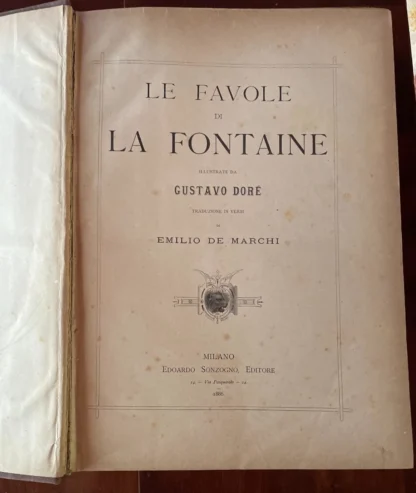 LE FAVOLE
DI
LA FONTAINE
ILLUSTRATE DA
GUSTAVO DORÉ
TRADUZIONE IN VERSI
DI
EMILIO DE MARCHI
MILANO
EDOARDO SONZOGNO, EDITORE
14 — Via Pasquirolo — 14